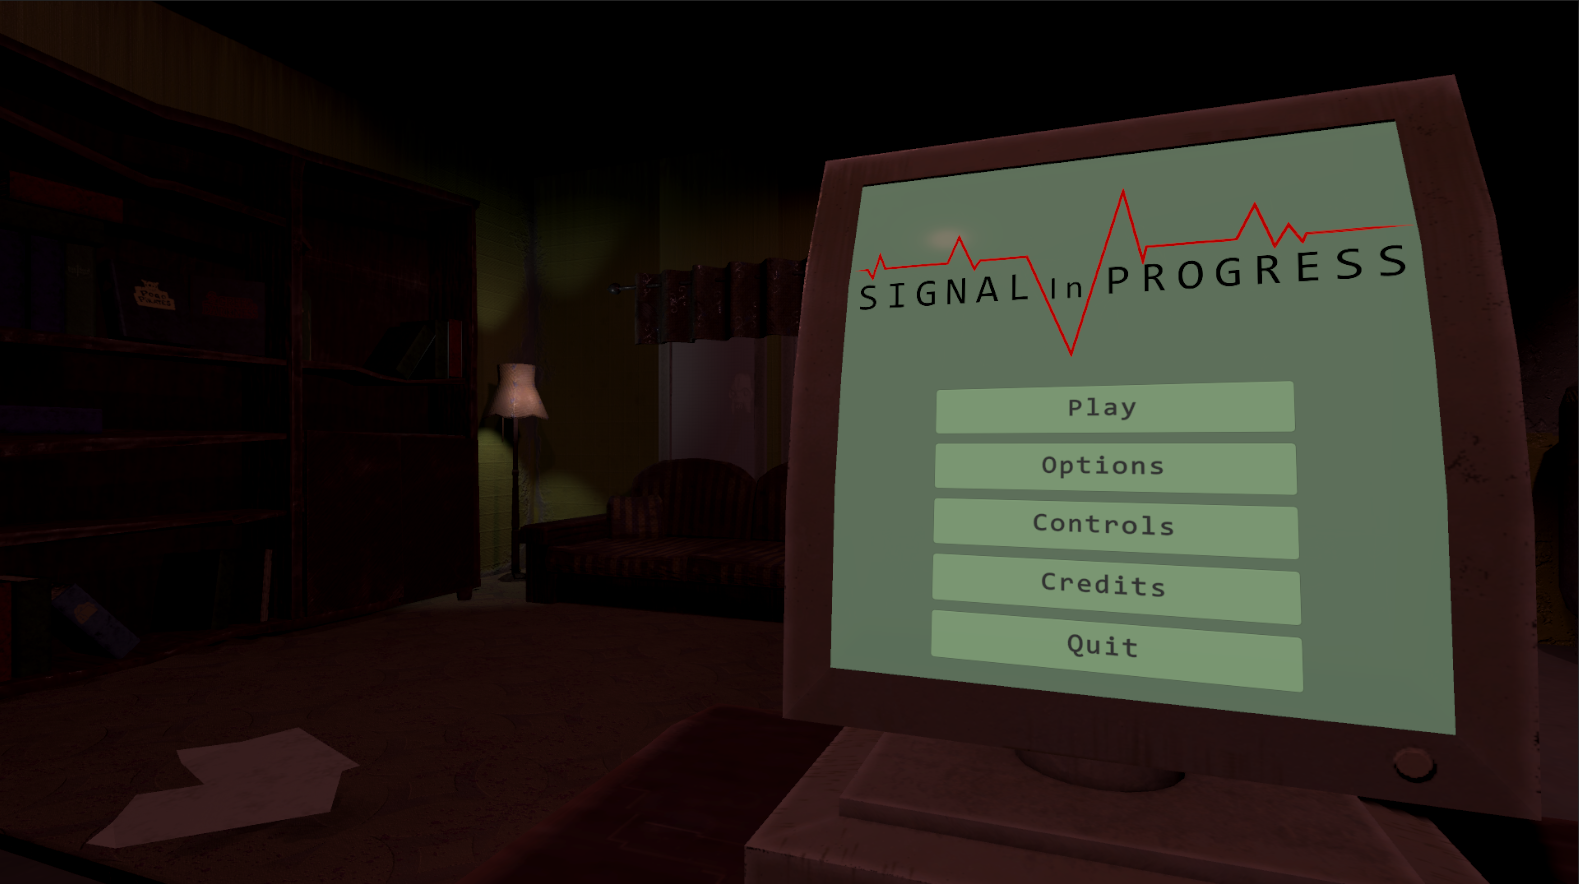 SIGNAL In PROGRESS
Play
Options
Controls
Credits
Quit